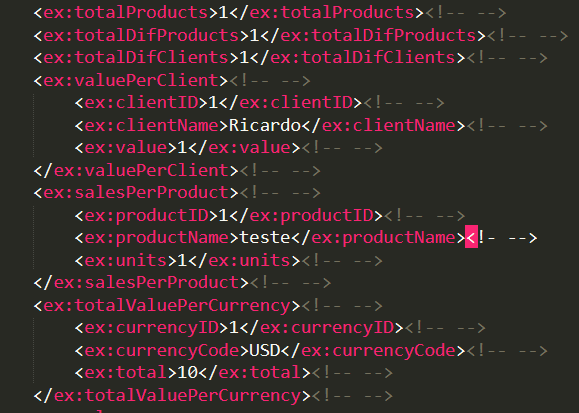 <ex:totalProducts>1</ex:totalProducts><!-- -->
<ex:totalDifProducts>1</ex:totalDifProducts><!-- -->
<ex:totalDifClients>1</ex:totalDifClients><!-- -->
<ex:valuePerClient><!-- -->
<ex:clientID>1</ex:clientID><!-- -->
<ex:clientName>Ricardo</ex:clientName><!-- -->
<ex:value>1</ex:value><!-- -->
</ex:valuePerClient><!-- -->
<ex:salesPerProduct><!-- -->
<ex:productID>1</ex:productID><!-- -->
<ex:productName>teste</ex:productName><!- -->
<ex:units>1</ex:units><!-- -->
</ex:salesPerProduct><!-- -->
<ex:totalValuePerCurrency><!-- -->
<ex:currencyID>1</ex:currencyID><!-- -->
<ex:currencyCode>USD</ex:currencyCode><!-- -->
<ex:total>10</ex:total><!-- -->
</ex:totalValuePerCurrency><!-- -->